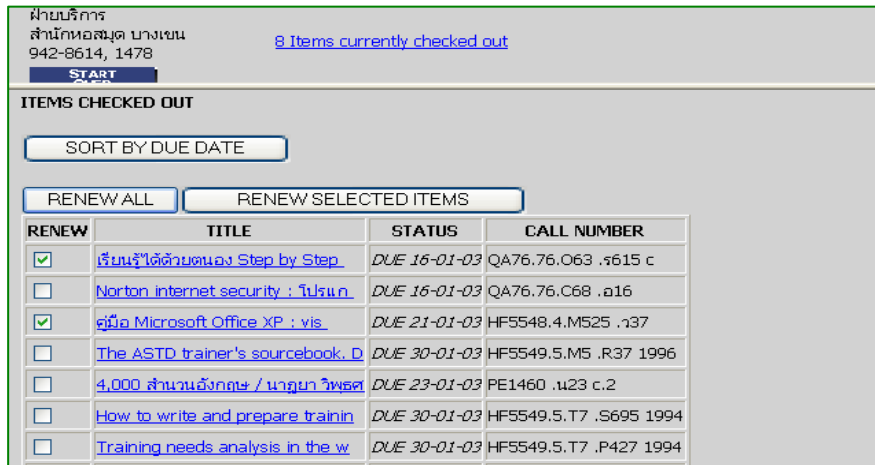 ฝ่ายบริการ
สำนักหอสมุด บางเขน
942-8614, 1478
8 Items currently checked out
START
OVER
ITEMS CHECKED OUT
SORT BY DUE DATE
RENEW ALL RENEW SELECTED ITEMS
RENEW TITLE STATUS CALL NUMBER
เรียนรู้ได้ด้วยตนอง Step by Step DUE 16-01-03 QA76.76.O63 .ร615 c
Norton internet security : โปรแก DUE 16-01-03 QA76.76.C68 .อ16
คู่มือ Microsoft Office XP : vis DUE 21-01-03 HF5548.4.M525 .ว37
The ASTD trainer's sourcebook. D DUE 30-01-03 HF5549.5.M5 .R37 1996
4,000 สำนวนอังกฤษ / นาฏยา วิพุธศ DUE 23-01-03 PE1460 .น23 c.2
How to write and prepare trainin DUE 30-01-03 HF5549.5.T7 .S695 1994
Training needs analysis in the w DUE 30-01-03 HF5549.5.T7 .P427 1994